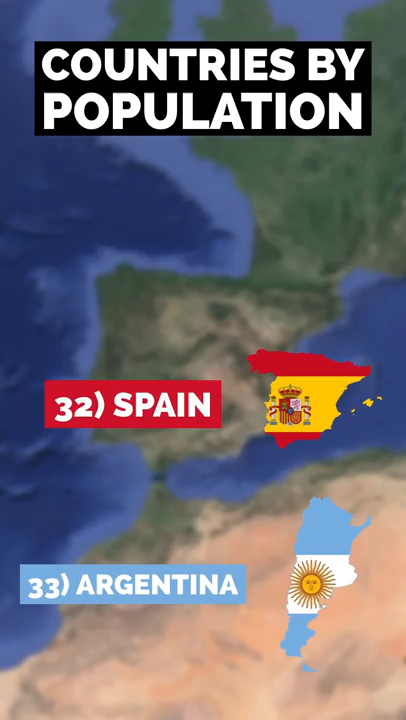 COUNTRIES BY
POPULATION
32) SPAIN
33) ARGENTINA